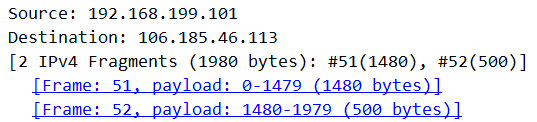 Source: 192.168.199.101
Destination: 106.185.46.113
[2 IPv4 Fragments (1980 bytes): #51(1480), #52(500)]
[Frame: 51, payload: 0-1479 (1480 bytes)]
[Frame: 52, payload: 1480-1979 (500 bytes)]